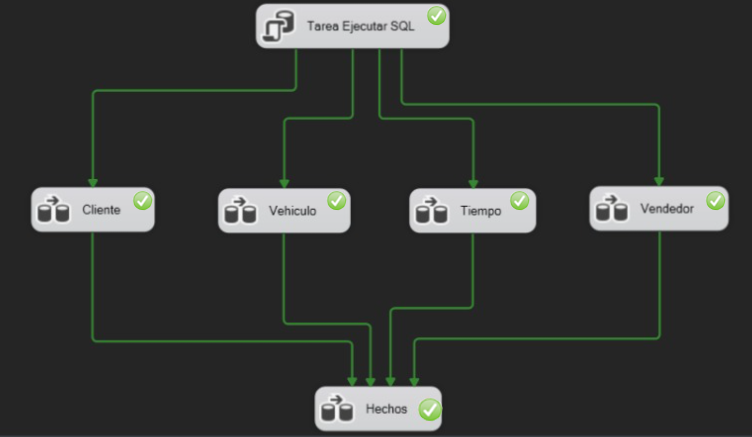 Tarea Ejecutar SQL
Cliente
Vehiculo
Tiempo
Vendedor
Hechos